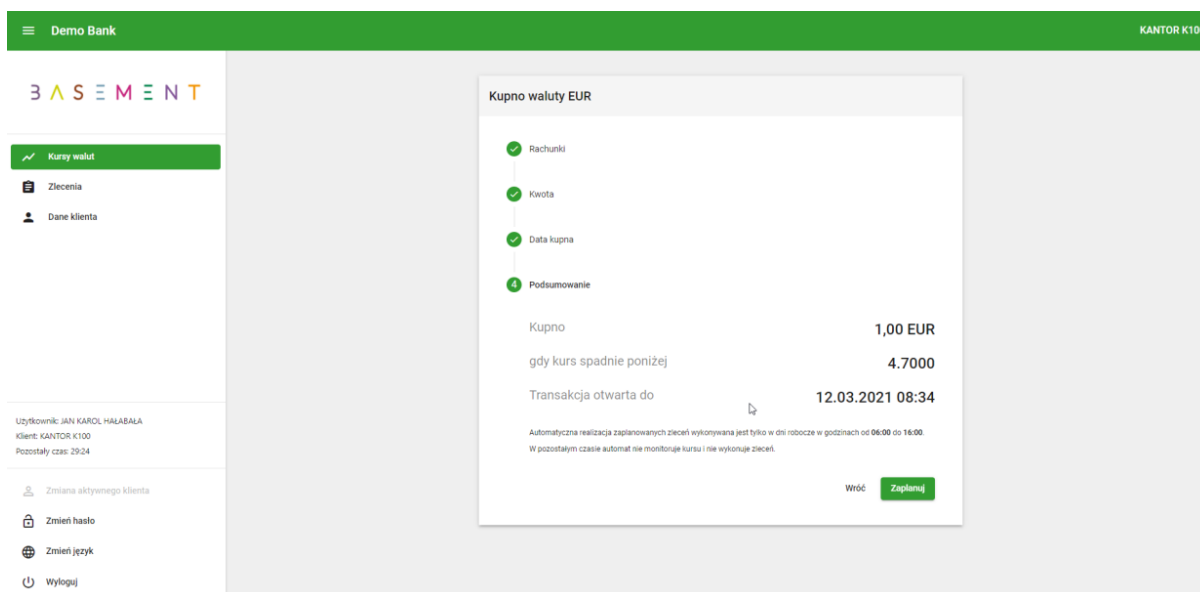 Demo Bank
KANTOR K10
BASEMENT
Kursy walut
Zlecenia
Dane klienta
Użytkownik: JAN KAROL HAŁABAŁA
Klient: KANTOR K100
Pozostały czas: 29:24
Zmiana aktywnego klienta
Zmień hasło
Zmień język
Wyloguj
Kupno waluty EUR
Rachunki
Kwota
Data kupna
4 Podsumowanie
Kupno 1,00 EUR
gdy kurs spadnie poniżej 4.7000
Transakcja otwarta do 12.03.2021 08:34
Automatyczna realizacja zaplanowanych zleceń wykonywana jest tylko w dni robocze w godzinach od 06:00 do 16:00.
W pozostałym czasie automat nie monitoruje kursu i nie wykonuje zleceń.
Wróć Zaplanuj